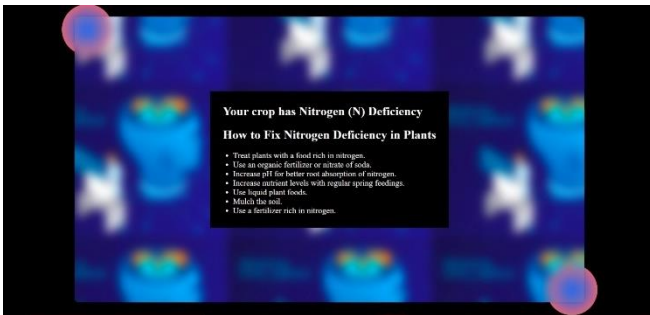 Your crop has Nitrogen (N) Deficiency
How to Fix Nitrogen Deficiency in Plants
• Treat plants with a food rich in nitrogen.
• Use an organic fertilizer or nitrate of soda.
• Increase pH for better root absorption of nitrogen.
• Increase nutrient levels with regular spring feedings.
• Use liquid plant foods.
• Mulch the soil.
• Use a fertilizer rich in nitrogen.